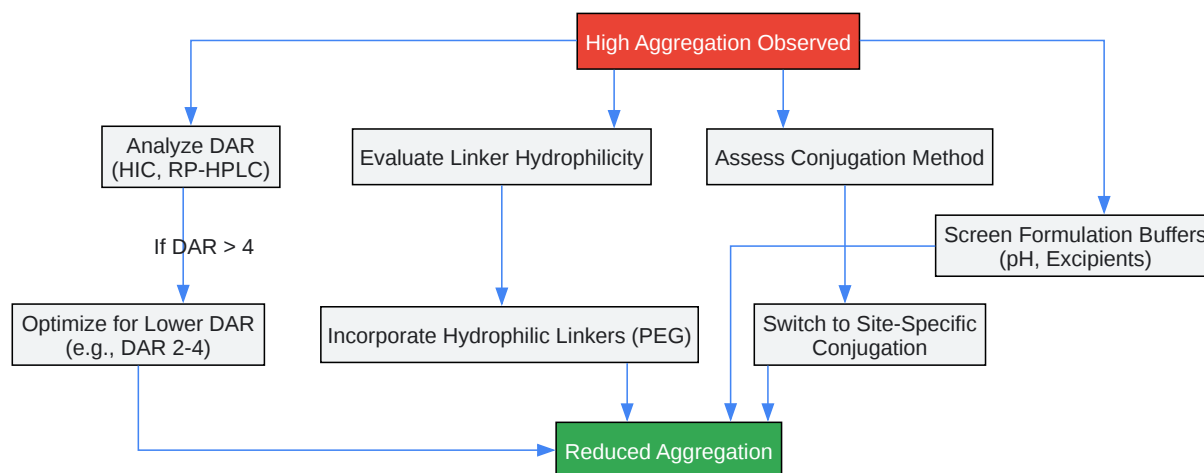 High Aggregation Observed
Analyze DAR
(HIC, RP-HPLC)
Evaluate Linker Hydrophilicity
Assess Conjugation Method
If DAR > 4
Screen Formulation Buffers
(pH, Excipients)
Optimize for Lower DAR
(e.g., DAR 2-4)
Incorporate Hydrophilic Linkers (PEG)
Switch to Site-Specific
Conjugation
Reduced Aggregation